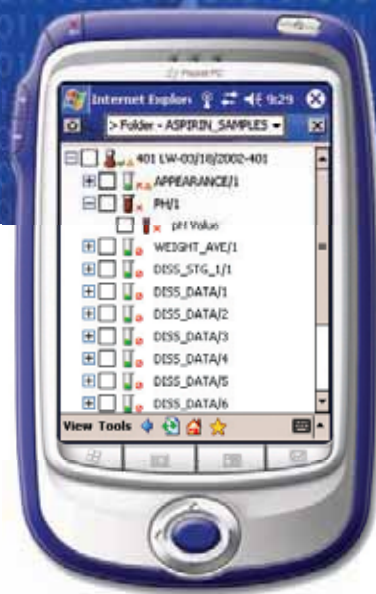 Pocket PC
Internet Explor 9:29
> Folder - ASPIRIN_SAMPLES
401 LW-03/18/2002-401
APPEARANCE/1
PH/1
pH Value
WEIGHT_AVE/1
DISS_STG_1/1
DISS_DATA/1
DISS_DATA/2
DISS_DATA/3
DISS_DATA/4
DISS_DATA/5
DISS_DATA/6
View Tools